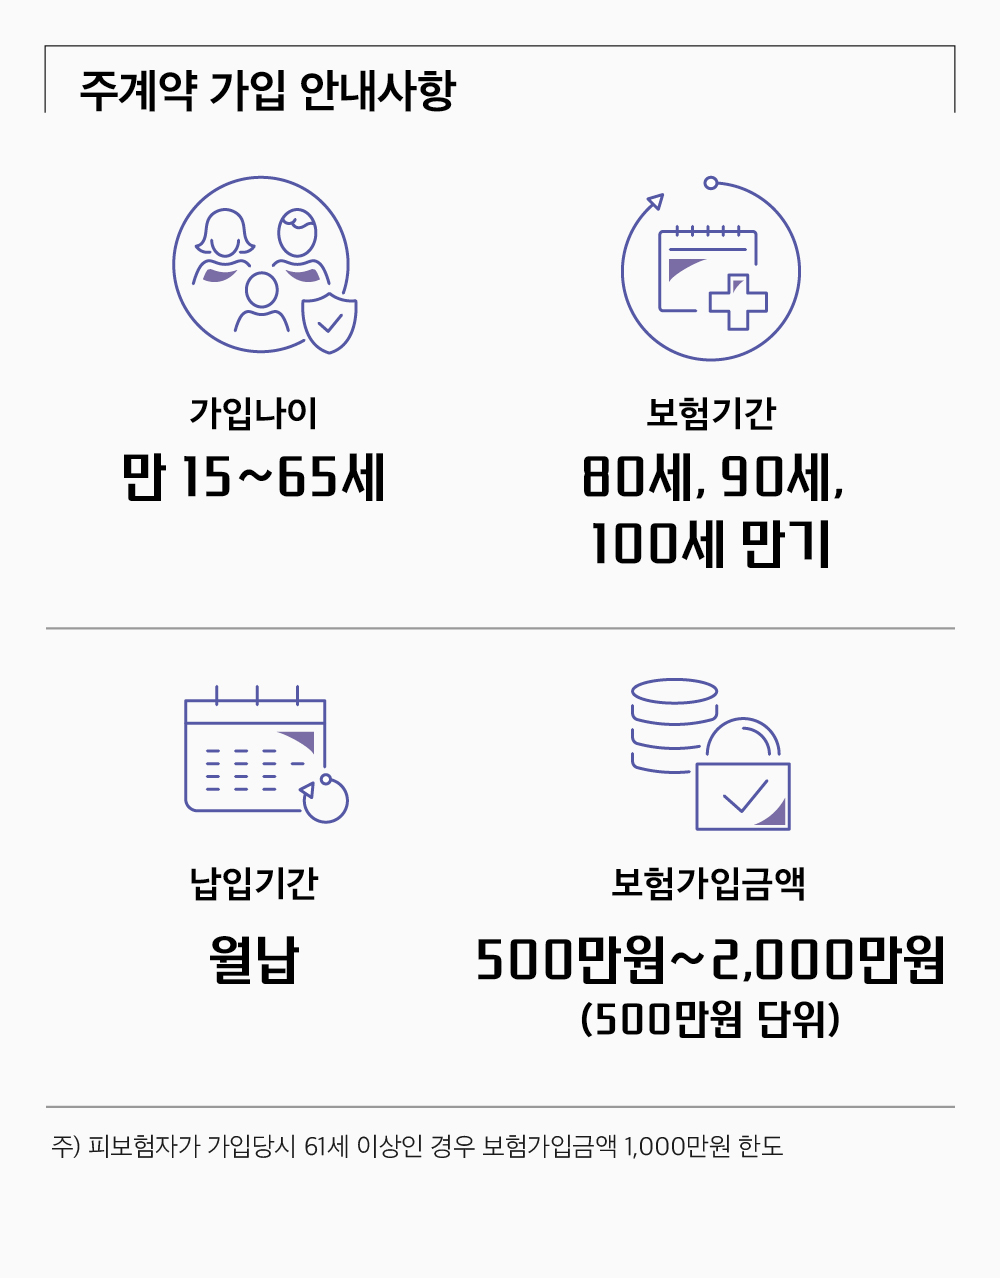 주계약 가입 안내사항
가입나이
만 15~65세
보험기간
80세, 90세,
100세 만기
납입기간
월납
보험가입금액
500만원~2,000만원
(500만원 단위)
주) 피보험자가 가입당시 61세 이상인 경우 보험가입금액 1,000만원 한도